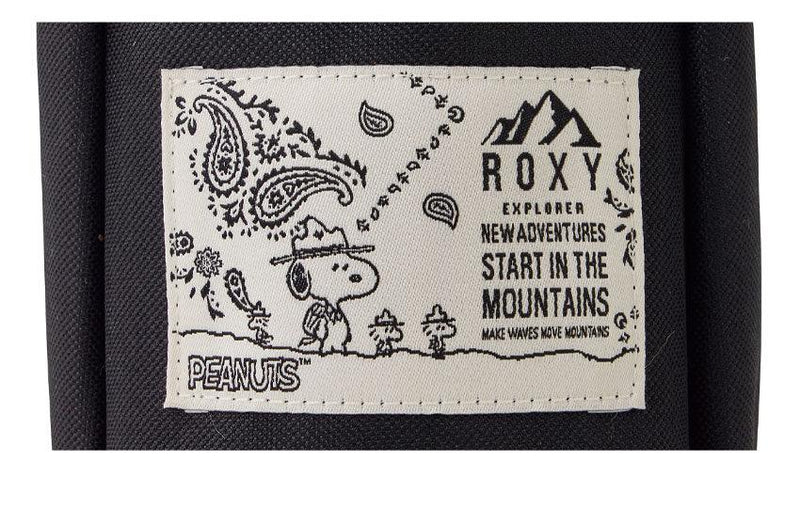 ROXY
EXPLORER
NEW ADVENTURES
START IN THE
MOUNTAINS
MAKE WAVES MOVE MOUNTAINS
PEANUTS™